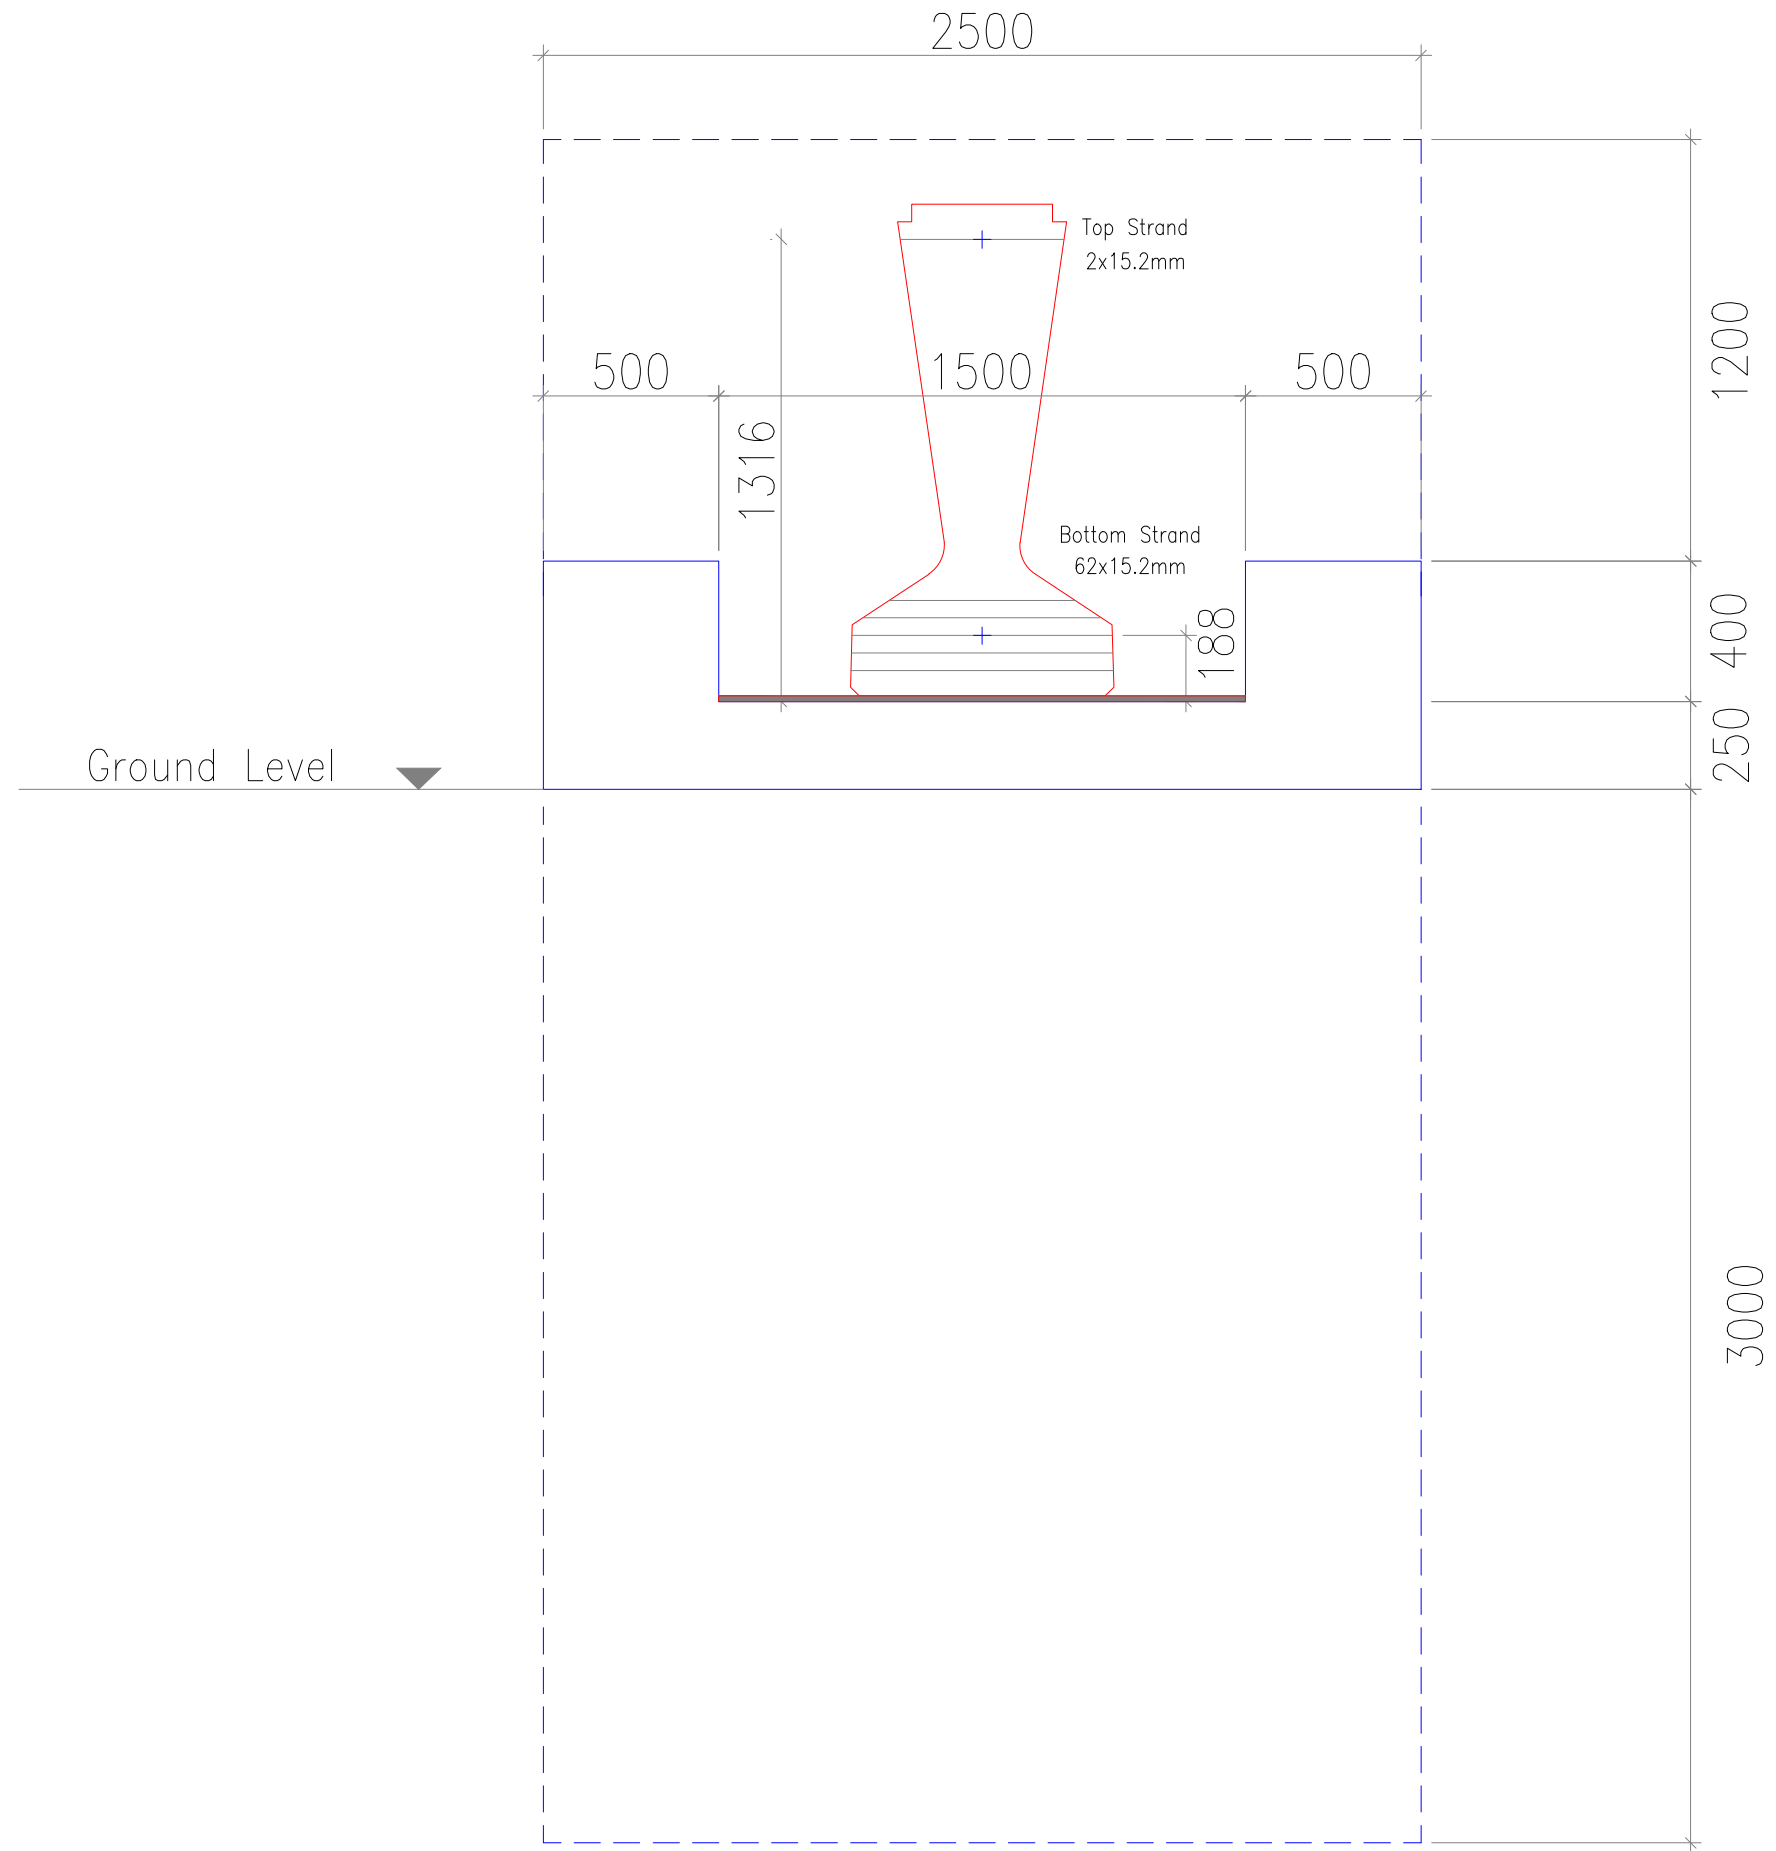 2500
Top Strand
2x15.2mm
500
1500
500
1200
1316
Bottom Strand
62x15.2mm
188
400
250
Ground Level
3000